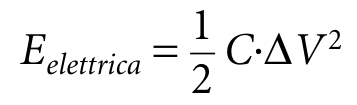 E_elettrica = 1/2 C·ΔV²